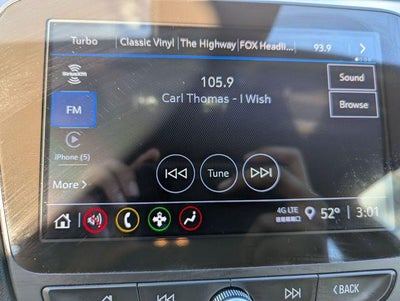 Turbo Classic Vinyl The Highway FOX Headli... 93.9
SiriusXM
105.9
Sound
Carl Thomas - I Wish
Browse
FM
iPhone (5)
Tune
More
4G LTE
52° 3:01
BACK